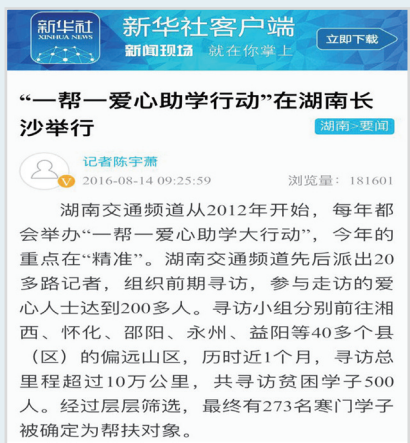 新华社
XINHUA NEWS
新华社客户端
新闻现场 就在你掌上
立即下载
“一帮一爱心助学行动”在湖南长
沙举行
湖南>要闻
记者陈宇萧
V
2016-08-14 09:25:59
浏览量：181601
湖南交通频道从2012年开始，每年都
会举办“一帮一爱心助学大行动”，今年的
重点在“精准”。湖南交通频道先后派出20
多路记者，组织前期寻访，参与走访的爱
心人士达到200多人。寻访小组分别前往湘
西、怀化、邵阳、永州、益阳等40多个县
（区）的偏远山区，历时近1个月，寻访总
里程超过10万公里，共寻访贫困学子500
人。经过层层筛选，最终有273名寒门学子
被确定为帮扶对象。